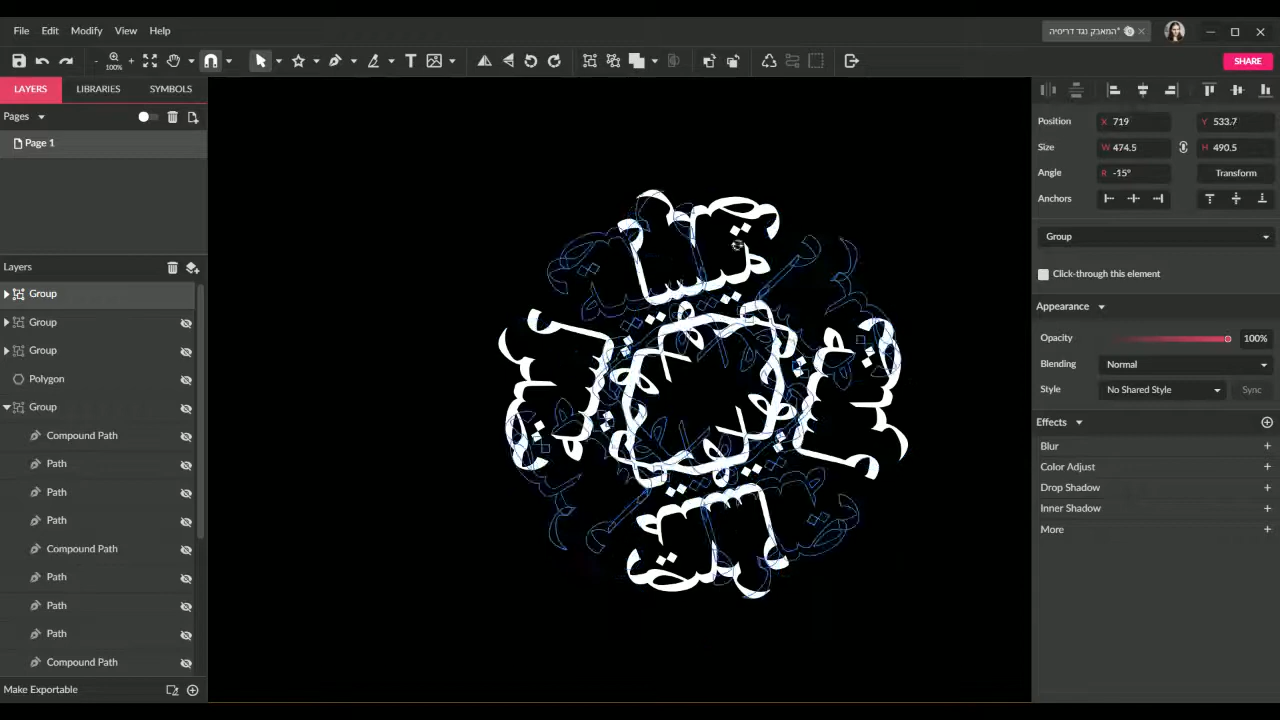 File Edit Modify View Help
המאבק נגד דריסיה*
100%
SHARE
LAYERS LIBRARIES SYMBOLS
Pages
Page 1
Layers
Group
Group
Group
Polygon
Group
Compound Path
Path
Path
Path
Compound Path
Path
Path
Path
Compound Path
Make Exportable
Position X 719 Y 533.7
Size W 474.5 H 490.5
Angle R -15° Transform
Anchors
Group
Click-through this element
Appearance
Opacity 100%
Blending Normal
Style No Shared Style Sync
Effects
Blur
Color Adjust
Drop Shadow
Inner Shadow
More